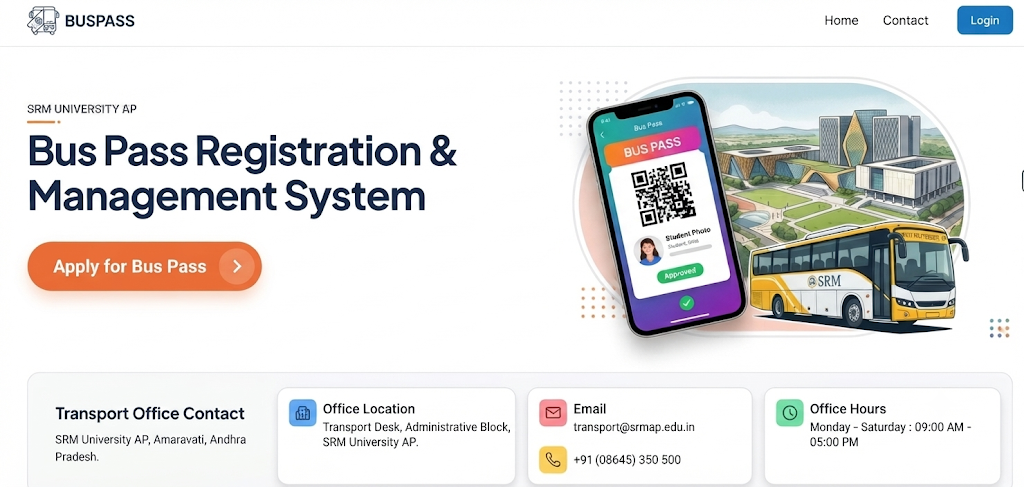 BUSPASS
Home
Contact
Login
SRM UNIVERSITY AP
Bus Pass Registration &
Management System
Apply for Bus Pass
Bus Pass
BUS PASS
Student Photo
Approved
SRM
Transport Office Contact
SRM University AP, Amaravati, Andhra
Pradesh.
Office Location
Transport Desk, Administrative Block,
SRM University AP.
Email
transport@srmap.edu.in
+91 (08645) 350 500
Office Hours
Monday - Saturday : 09:00 AM -
05:00 PM